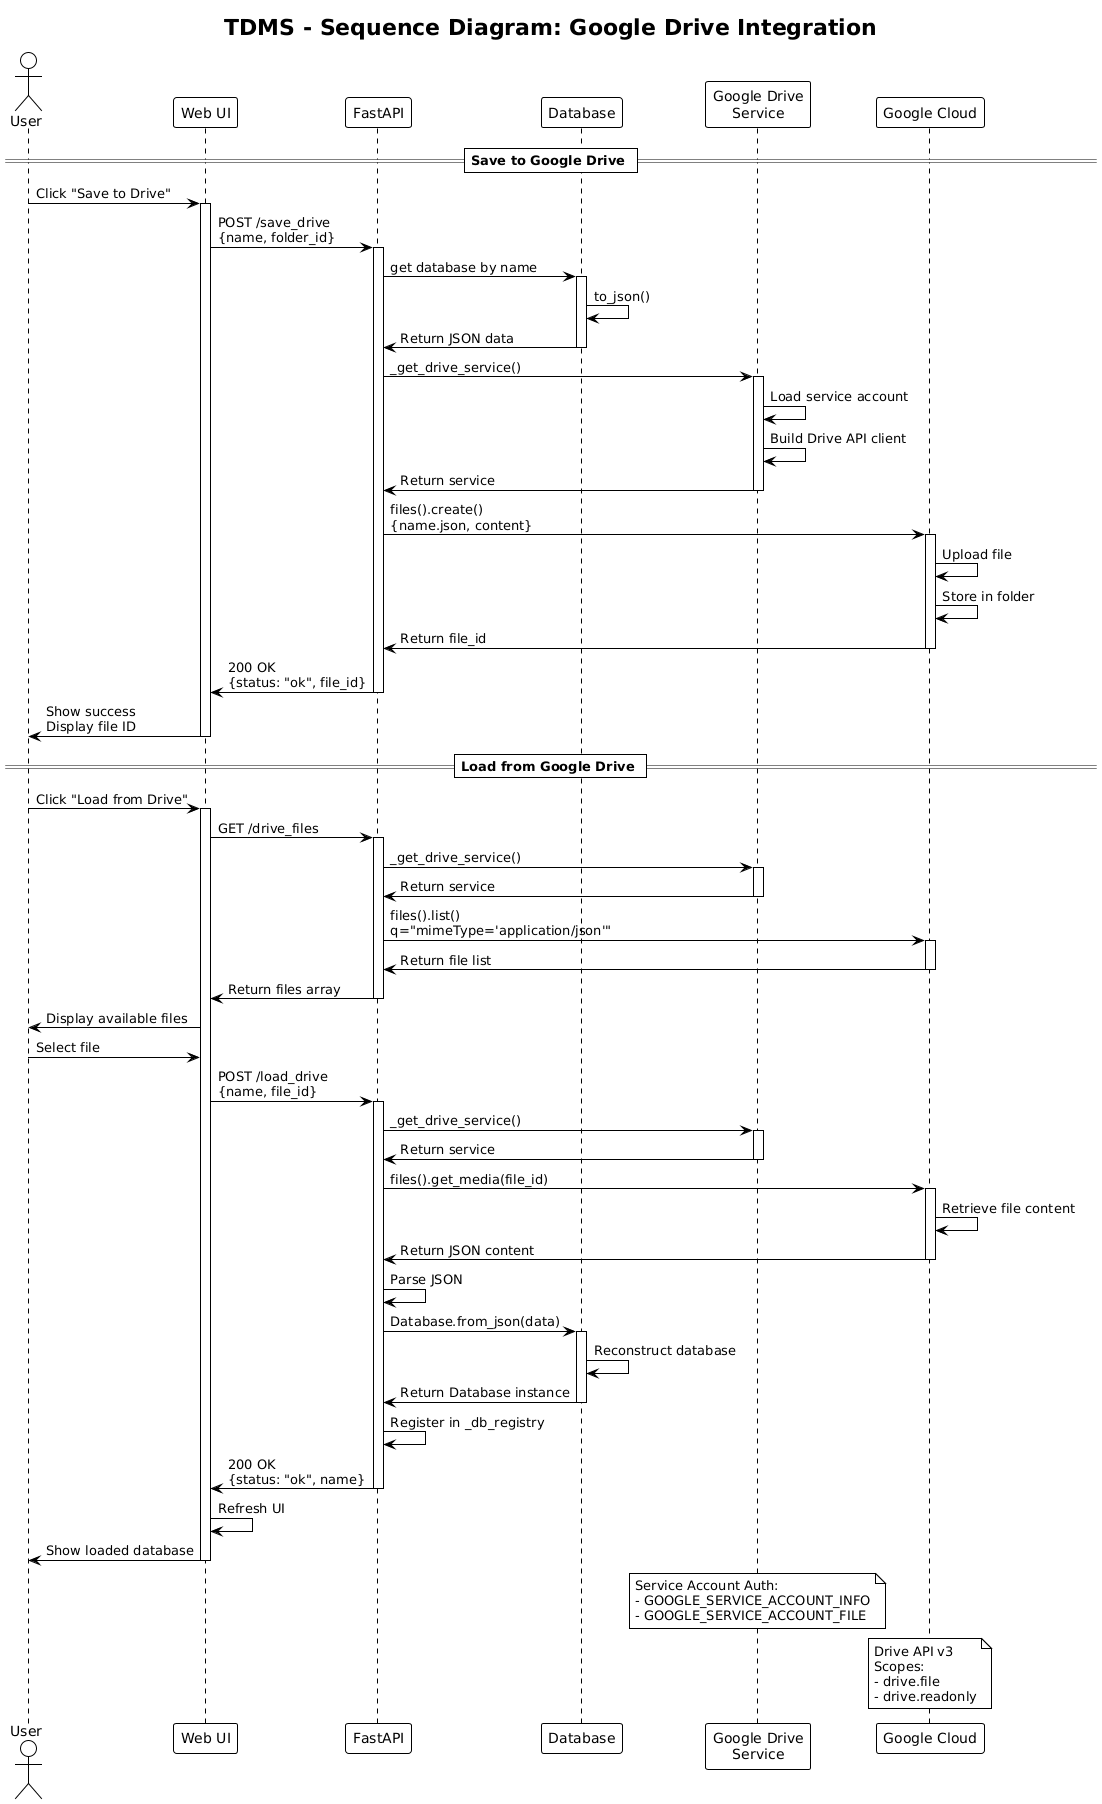 TDMS - Sequence Diagram: Google Drive Integration
User
Web UI
FastAPI
Database
Google Drive
Service
Google Cloud
Save to Google Drive
Click "Save to Drive"
POST /save_drive
{name, folder_id}
get database by name
to_json()
Return JSON data
_get_drive_service()
Load service account
Build Drive API client
Return service
files().create()
{name.json, content}
Upload file
Store in folder
Return file_id
200 OK
{status: "ok", file_id}
Show success
Display file ID
Load from Google Drive
Click "Load from Drive"
GET /drive_files
_get_drive_service()
Return service
files().list()
q="mimeType='application/json'"
Return file list
Return files array
Display available files
Select file
POST /load_drive
{name, file_id}
_get_drive_service()
Return service
files().get_media(file_id)
Retrieve file content
Return JSON content
Parse JSON
Database.from_json(data)
Reconstruct database
Return Database instance
Register in _db_registry
200 OK
{status: "ok", name}
Refresh UI
Show loaded database
Service Account Auth:
- GOOGLE_SERVICE_ACCOUNT_INFO
- GOOGLE_SERVICE_ACCOUNT_FILE
Drive API v3
Scopes:
- drive.file
- drive.readonly
User
Web UI
FastAPI
Database
Google Drive
Service
Google Cloud